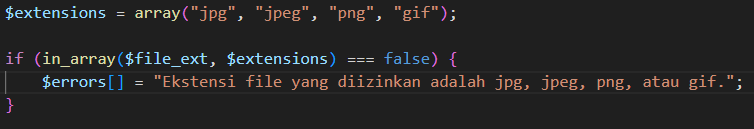 $extensions = array("jpg", "jpeg", "png", "gif");
if (in_array($file_ext, $extensions) === false) {
$errors[] = "Ekstensi file yang diizinkan adalah jpg, jpeg, png, atau gif.";
}